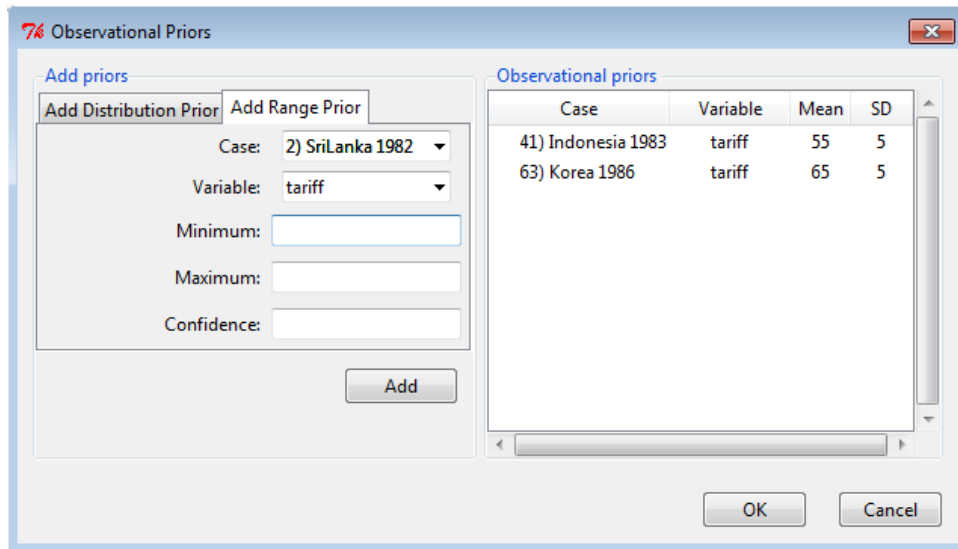 Observational Priors
Add priors
Add Distribution Prior Add Range Prior
Case: 2) SriLanka 1982
Variable: tariff
Minimum:
Maximum:
Confidence:
Add
Observational priors
Case Variable Mean SD
41) Indonesia 1983 tariff 55 5
63) Korea 1986 tariff 65 5
OK Cancel